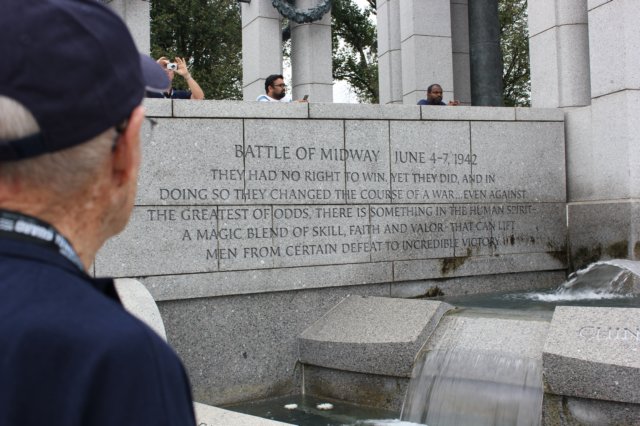 BATTLE OF MIDWAY JUNE 4-7, 1942
THEY HAD NO RIGHT TO WIN. YET THEY DID, AND IN
DOING SO THEY CHANGED THE COURSE OF A WAR...EVEN AGAINST
THE GREATEST OF ODDS, THERE IS SOMETHING IN THE HUMAN SPIRIT -
A MAGIC BLEND OF SKILL, FAITH AND VALOR - THAT CAN LIFT
MEN FROM CERTAIN DEFEAT TO INCREDIBLE VICTORY.